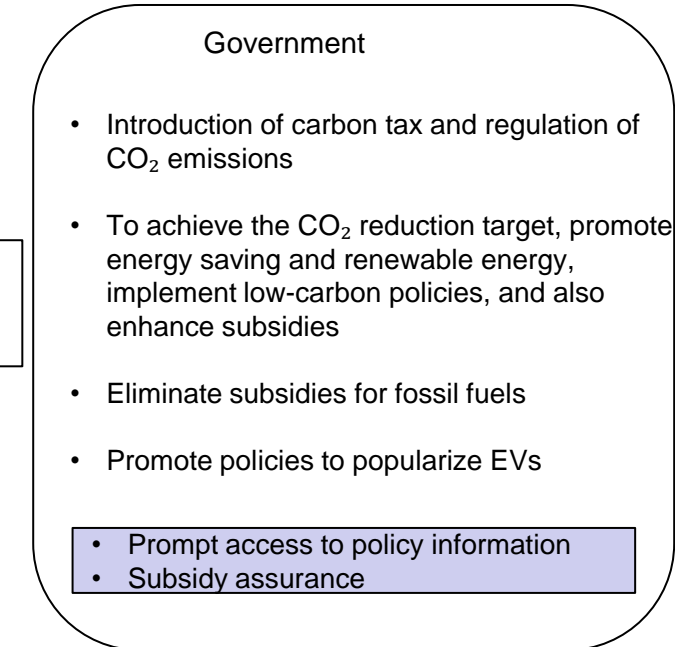 Government
• Introduction of carbon tax and regulation of
CO₂ emissions
• To achieve the CO₂ reduction target, promote
energy saving and renewable energy,
implement low-carbon policies, and also
enhance subsidies
• Eliminate subsidies for fossil fuels
• Promote policies to popularize EVs
• Prompt access to policy information
• Subsidy assurance